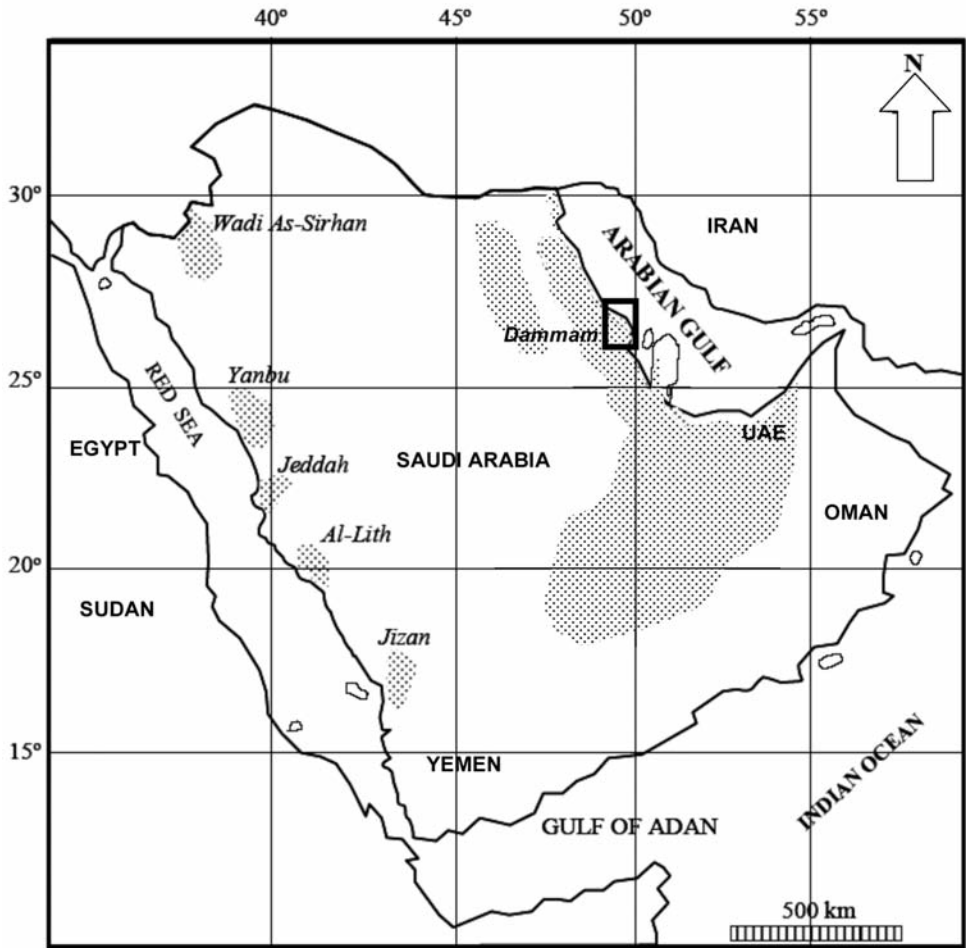 40º 45º 50º 55º
N
30º
Wadi As-Sirhan
IRAN
ARABIAN GULF
Dammam
25º
Yanbu
RED SEA
UAE
EGYPT
SAUDI ARABIA
Jeddah
OMAN
Al-Lith
20º
SUDAN
Jizan
15º
YEMEN
INDIAN OCEAN
GULF OF ADAN
500 km